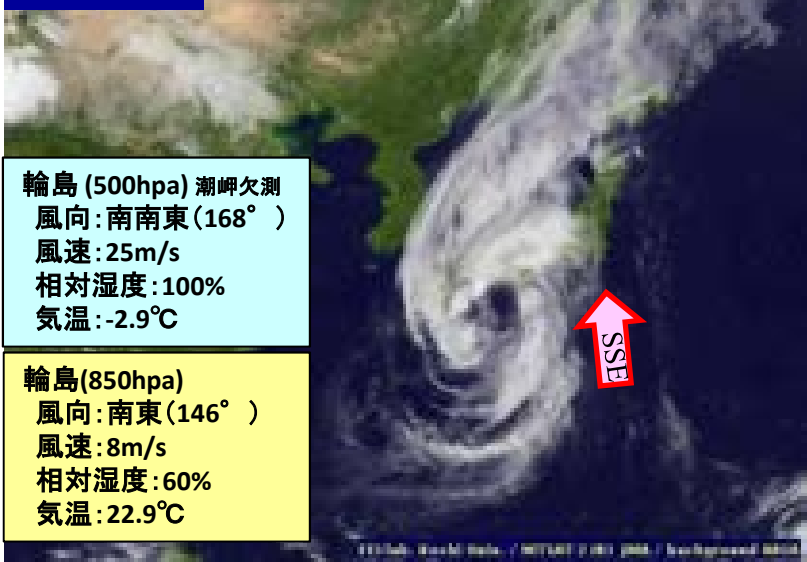 輪島 (500hpa) 潮岬欠測
風向:南南東(168°)
風速:25m/s
相対湿度:100%
気温:-2.9℃
輪島(850hpa)
風向:南東(146°)
風速:8m/s
相対湿度:60%
気温:22.9℃
SSE